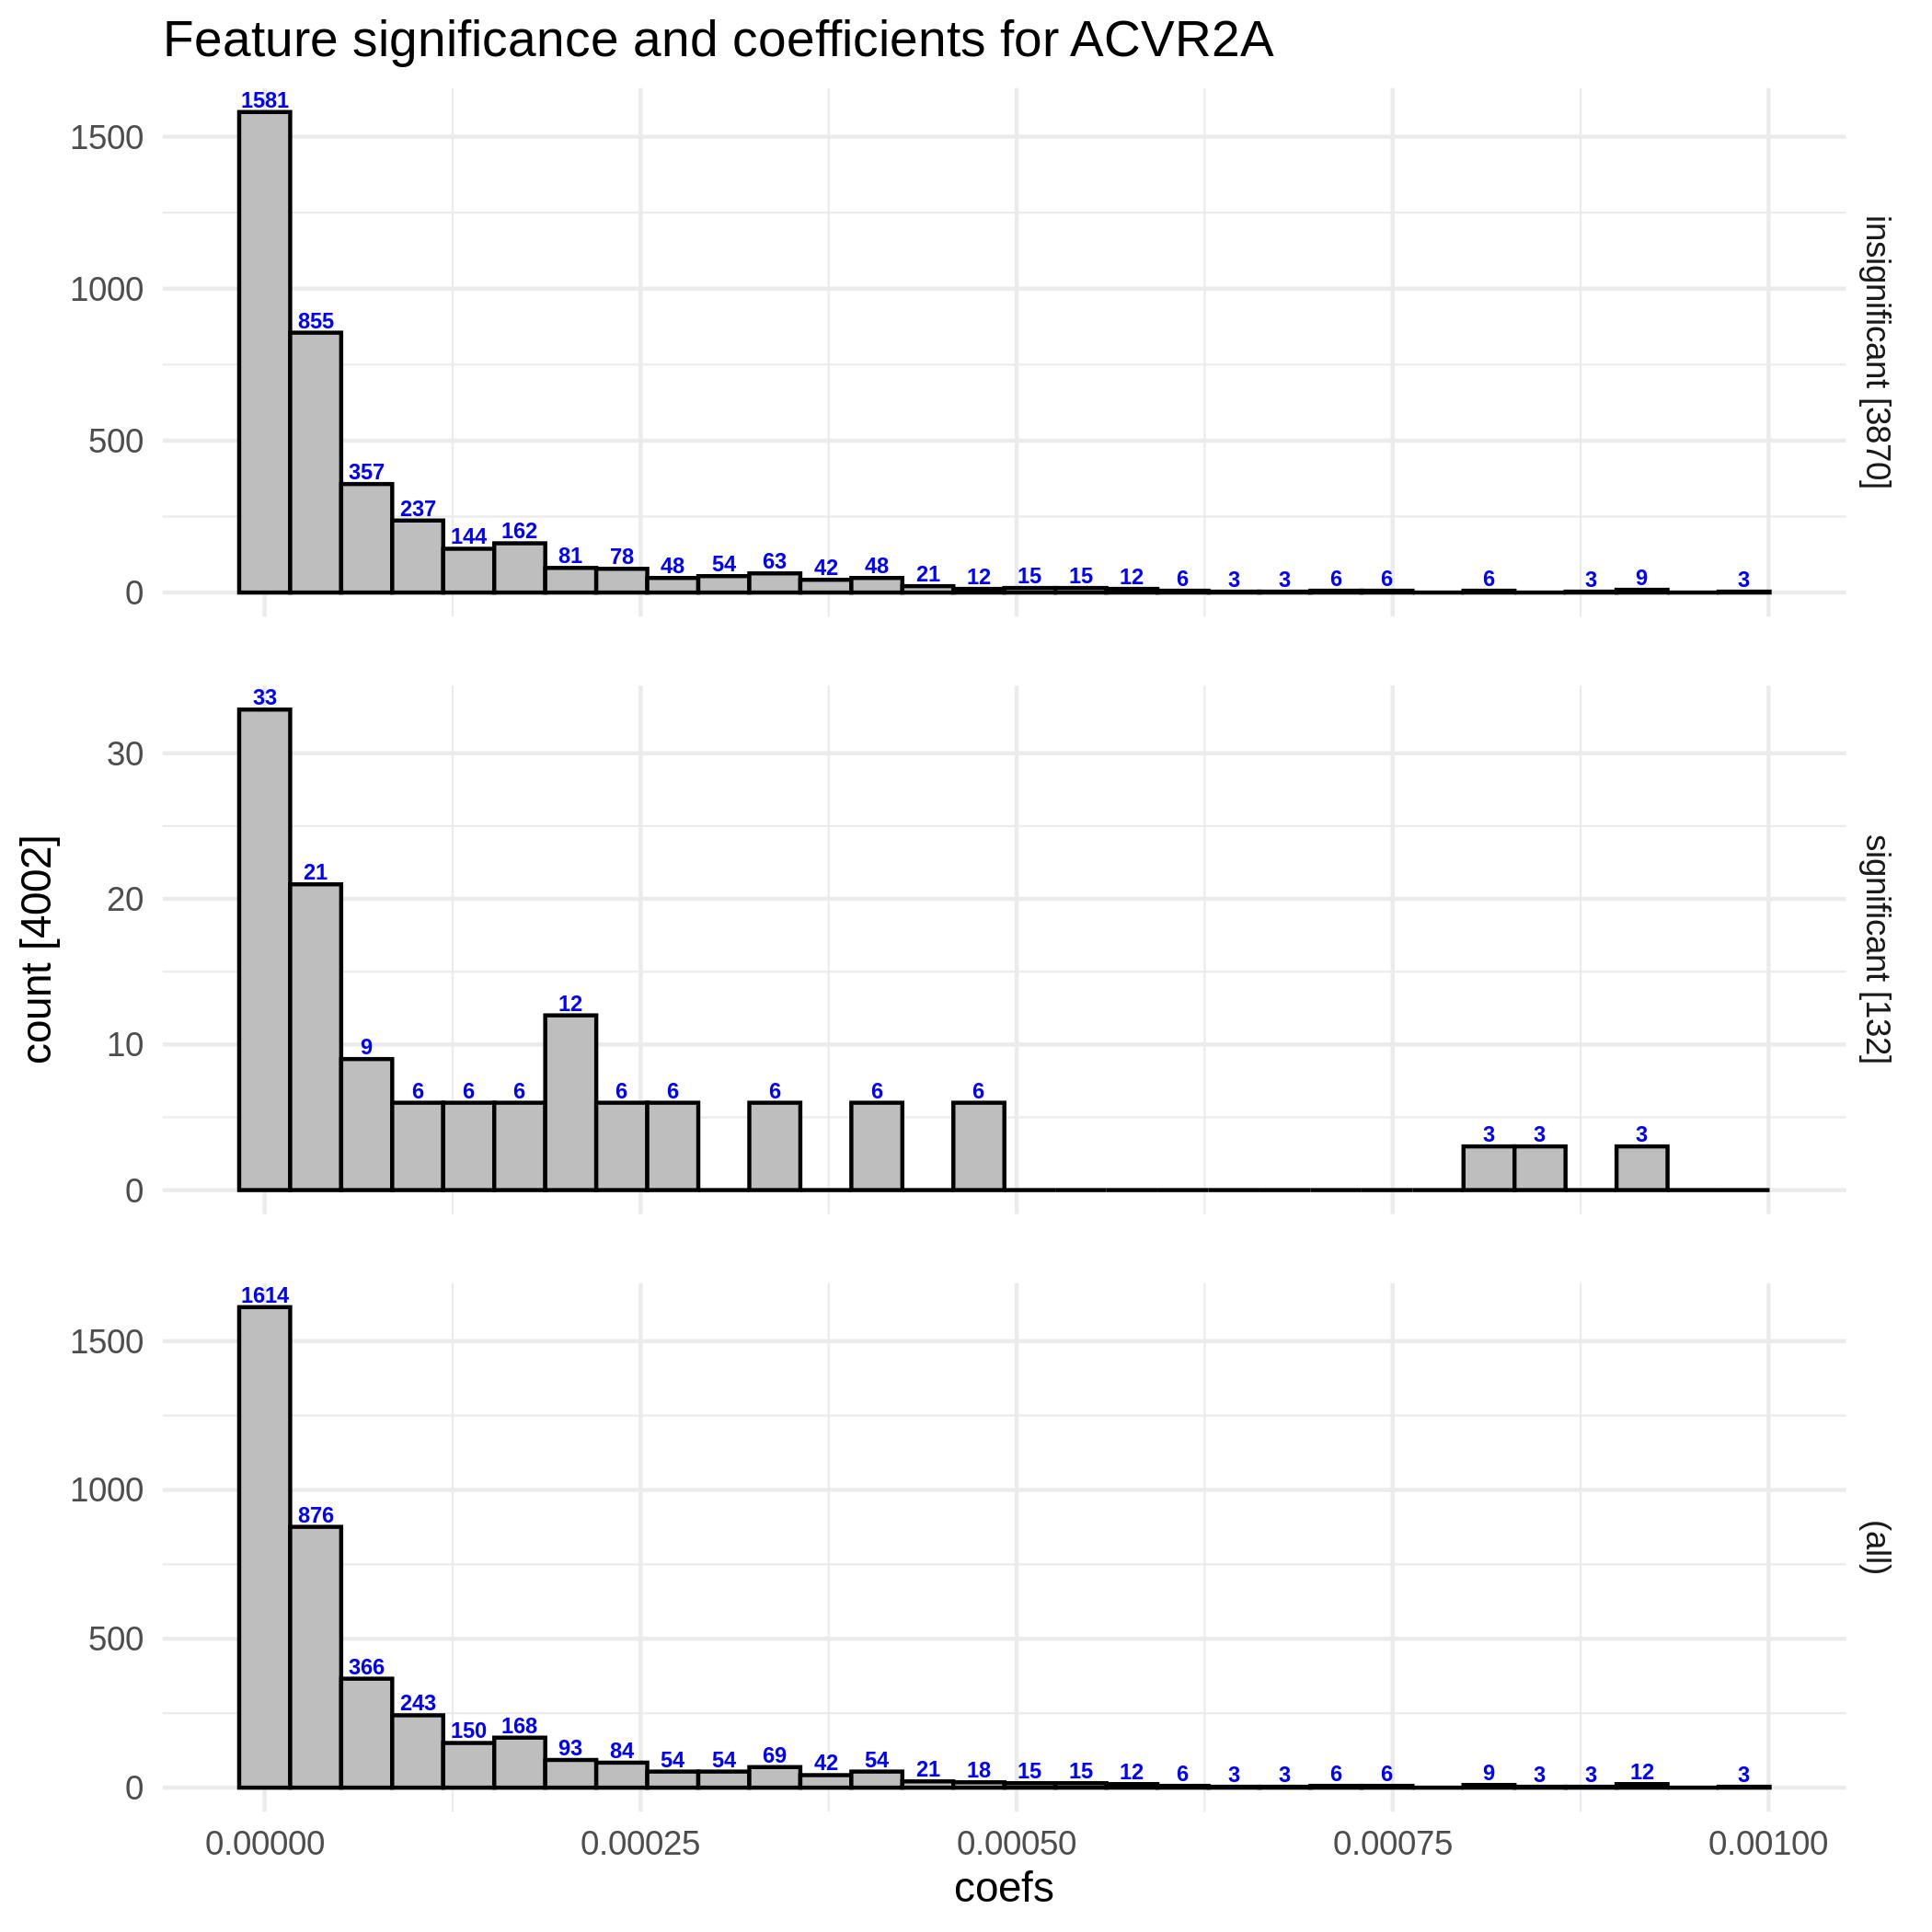 Feature significance and coefficients for ACVR2A
1581
1500
855
1000
500
357
237
144 162 81 78 48 54 63 42 48 21 12 15 15 12 6 3 3 6 6 6 3 9 3
0
insignificant [3870]
33
30
21
20
12
10
9
6 6 6 6 6 6 6 6
3 3 3
0
significant [132]
count [4002]
1614
1500
1000
876
500
366
243
150 168 93 84 54 54 69 42 54 21 18 15 15 12 6 3 3 6 6 9 3 3 12 3
0
(all)
0.00000 0.00025 0.00050 0.00075 0.00100
coefs